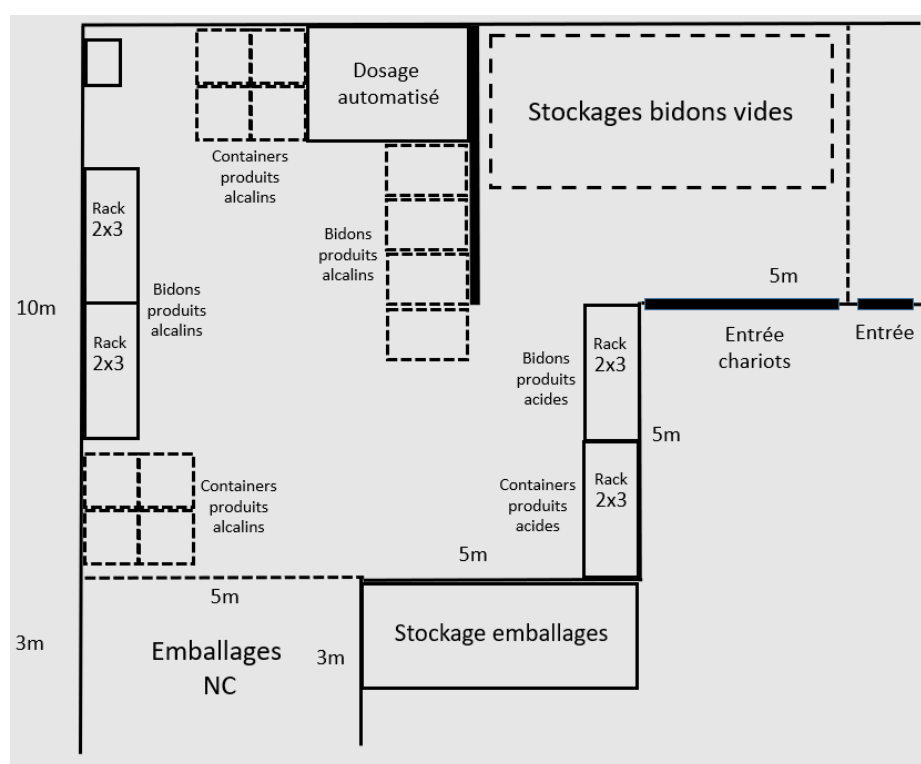 Dosage
automatisé
Stockages bidons vides
Containers
produits
alcalins
Rack
2x3
Bidons
produits
alcalins
5m
10m
Bidons
produits
alcalins
Entrée
chariots
Entrée
Rack
2x3
Bidons
produits
acides
Rack
2x3
5m
Containers
produits
alcalins
Containers
produits
acides
Rack
2x3
5m
5m
3m
Emballages
NC
3m
Stockage emballages